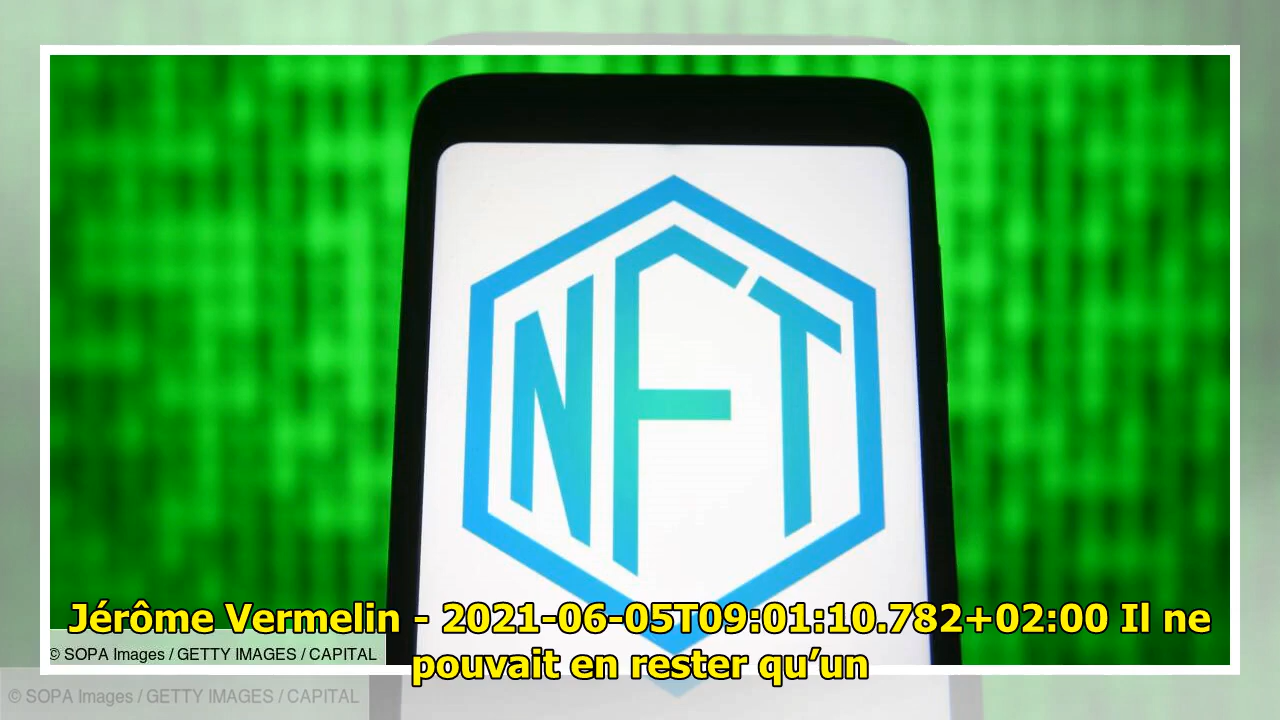 NFT
Jérôme Vermelin - 2021-06-05T09:01:10.782+02:00 Il ne
pouvait en rester qu’un
© SOPA Images / GETTY IMAGES / CAPITAL
© SOPA Images / GETTY IMAGES / CAPITAL